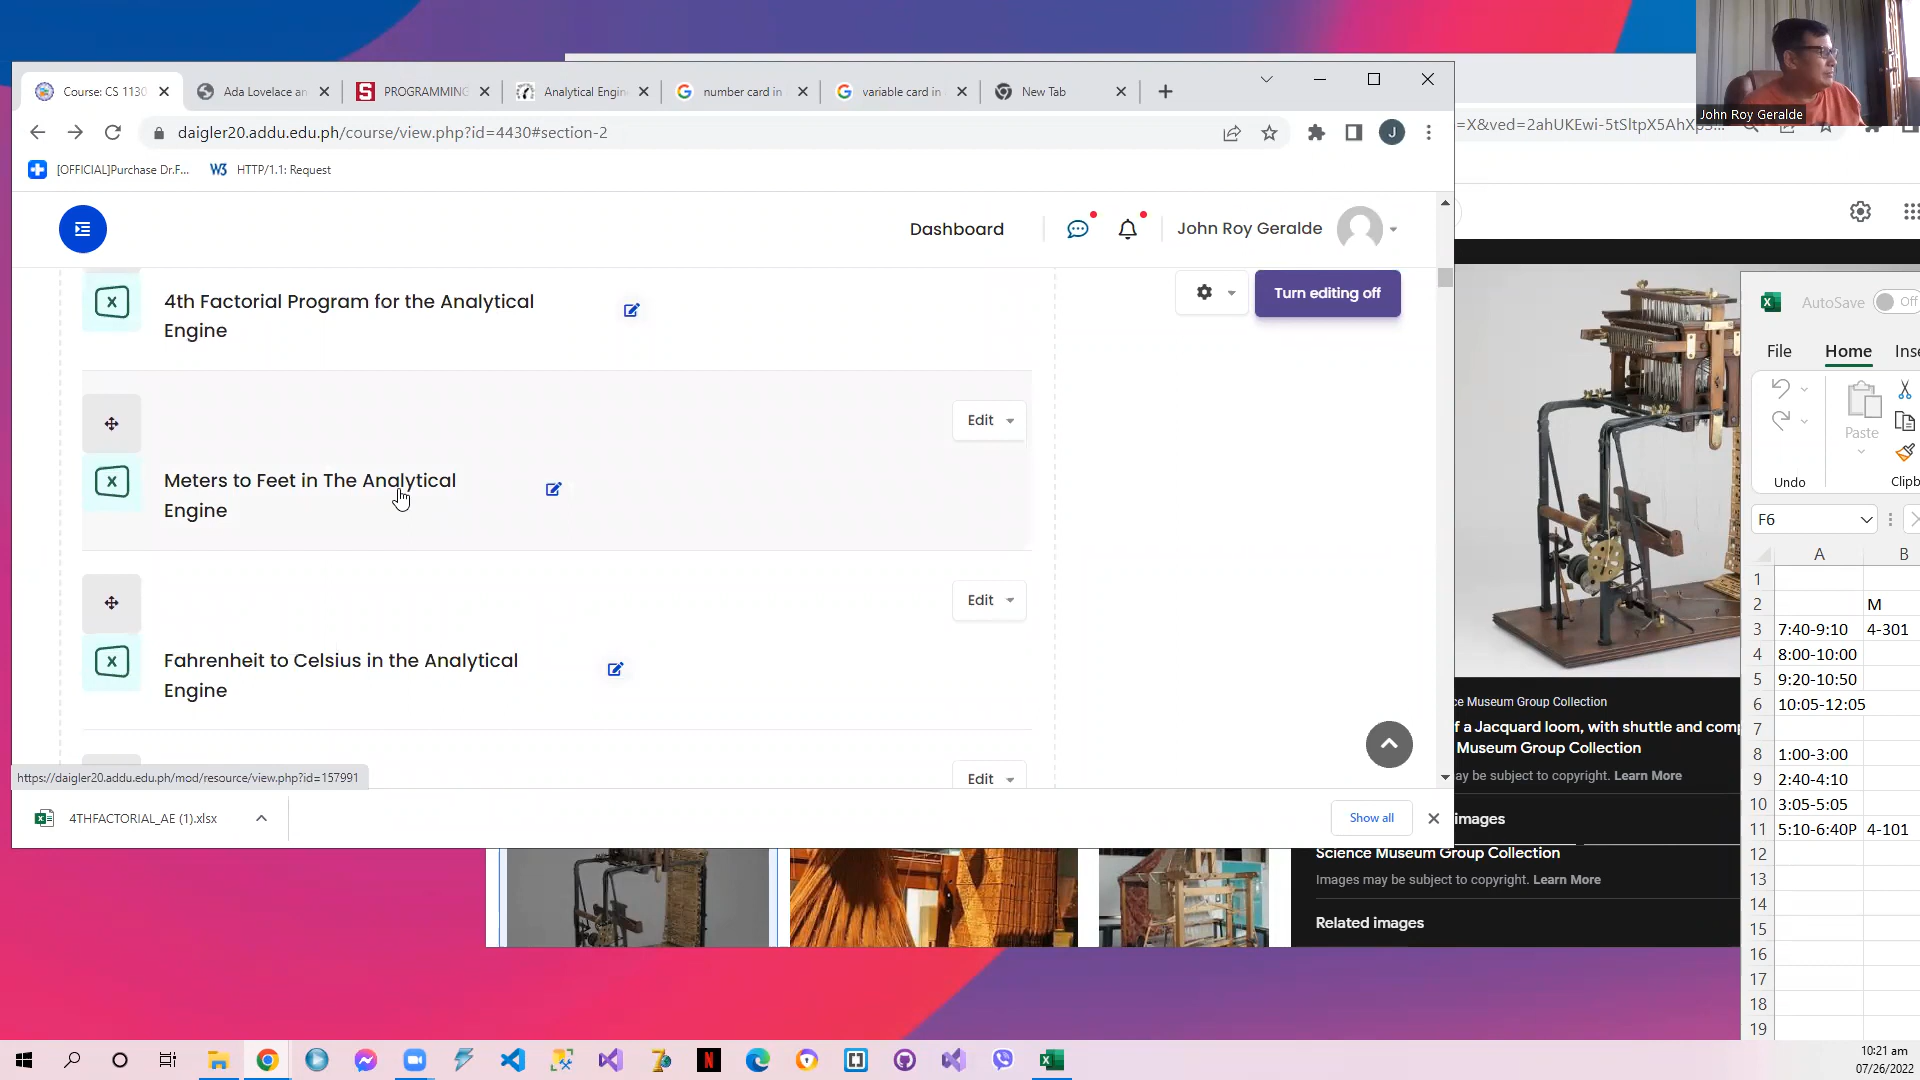 Course: CS 1130
Ada Lovelace an
PROGRAMMING
Analytical Engin
number card in
variable card in
New Tab
daigler20.addu.edu.ph/course/view.php?id=4430#section-2
J
[OFFICIAL]Purchase Dr.F...
W3
HTTP/1.1: Request
=X&ved=2ahUKEwi-5tSltpX5AhXpS...
John Roy Geralde
Dashboard
John Roy Geralde
Turn editing off
4th Factorial Program for the Analytical
Engine
Edit
Meters to Feet in The Analytical
Engine
Edit
Fahrenheit to Celsius in the Analytical
Engine
Edit
https://daigler20.addu.edu.ph/mod/resource/view.php?id=157991
4THFACTORIAL_AE (1).xlsx
Show all
ce Museum Group Collection
f a Jacquard loom, with shuttle and comp
Museum Group Collection
ay be subject to copyright. Learn More
images
Science Museum Group Collection
Images may be subject to copyright. Learn More
Related images
AutoSave
Off
File
Home
Inse
Paste
Undo
Clipb
F6
A
B
1
2 M
3 7:40-9:10 4-301
4 8:00-10:00
5 9:20-10:50
6 10:05-12:05
7
8 1:00-3:00
9 2:40-4:10
10 3:05-5:05
11 5:10-6:40P 4-101
12
13
14
15
16
17
18
19
10:21 am
07/26/2022